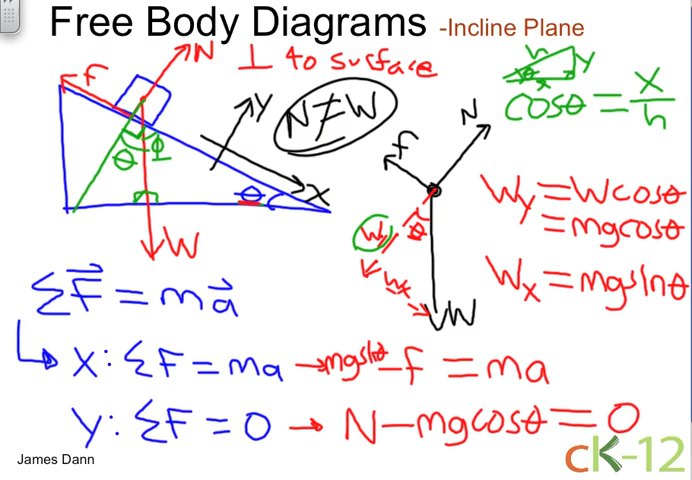 Free Body Diagrams -Incline Plane
N ⊥ to surface
f
θ Φ
W
θ
Y
X
N≠W
h y
θ x
cosθ = x/h
N
f
Wy θ
Wx
W
Wy = Wcosθ
= mgcosθ
Wx = mgsinθ
ΣF⃗ = ma⃗
↳ X: ΣF = ma → mgsinθ - f = ma
Y: ΣF = 0 → N - mgcosθ = 0
James Dann
cK-12